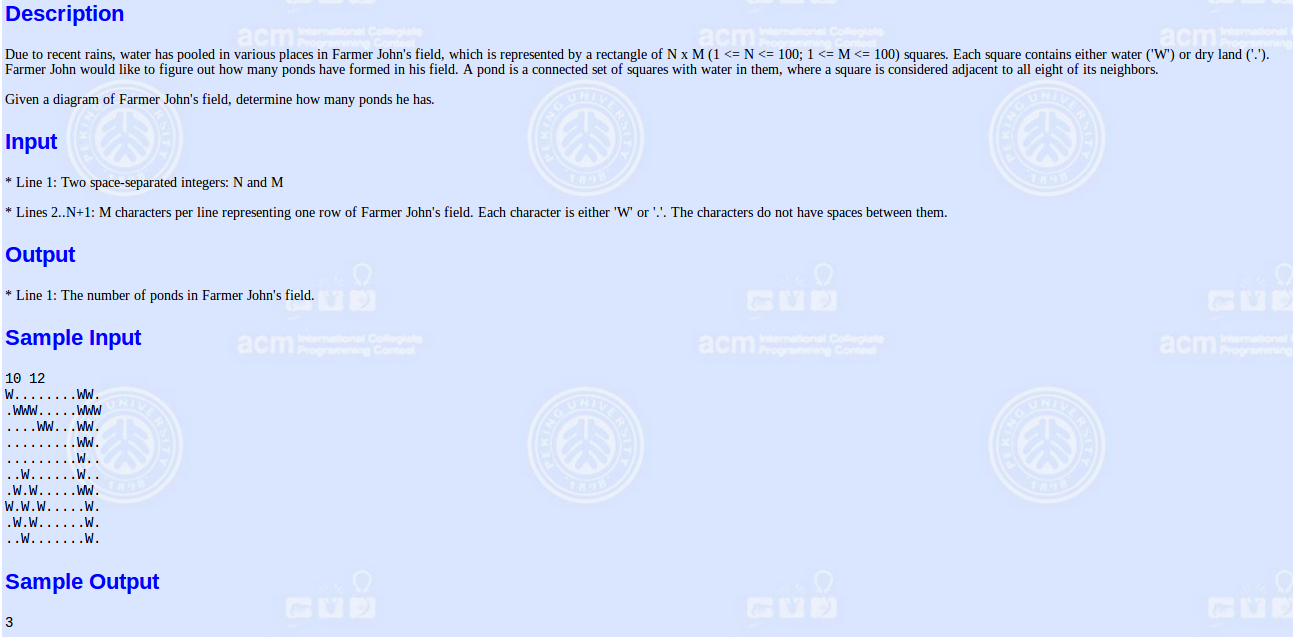 Description
Due to recent rains, water has pooled in various places in Farmer John's field, which is represented by a rectangle of N x M (1 <= N <= 100; 1 <= M <= 100) squares. Each square contains either water ('W') or dry land ('.').
Farmer John would like to figure out how many ponds have formed in his field. A pond is a connected set of squares with water in them, where a square is considered adjacent to all eight of its neighbors.
Given a diagram of Farmer John's field, determine how many ponds he has.
Input
* Line 1: Two space-separated integers: N and M
* Lines 2..N+1: M characters per line representing one row of Farmer John's field. Each character is either 'W' or '.'. The characters do not have spaces between them.
Output
* Line 1: The number of ponds in Farmer John's field.
Sample Input
10 12
W........WW.
.WWW.....WWW
....WW...WW.
.........WW.
.........W..
..W......W..
.W.W.....WW.
W.W.W.....W.
.W.W......W.
..W.......W.
Sample Output
3